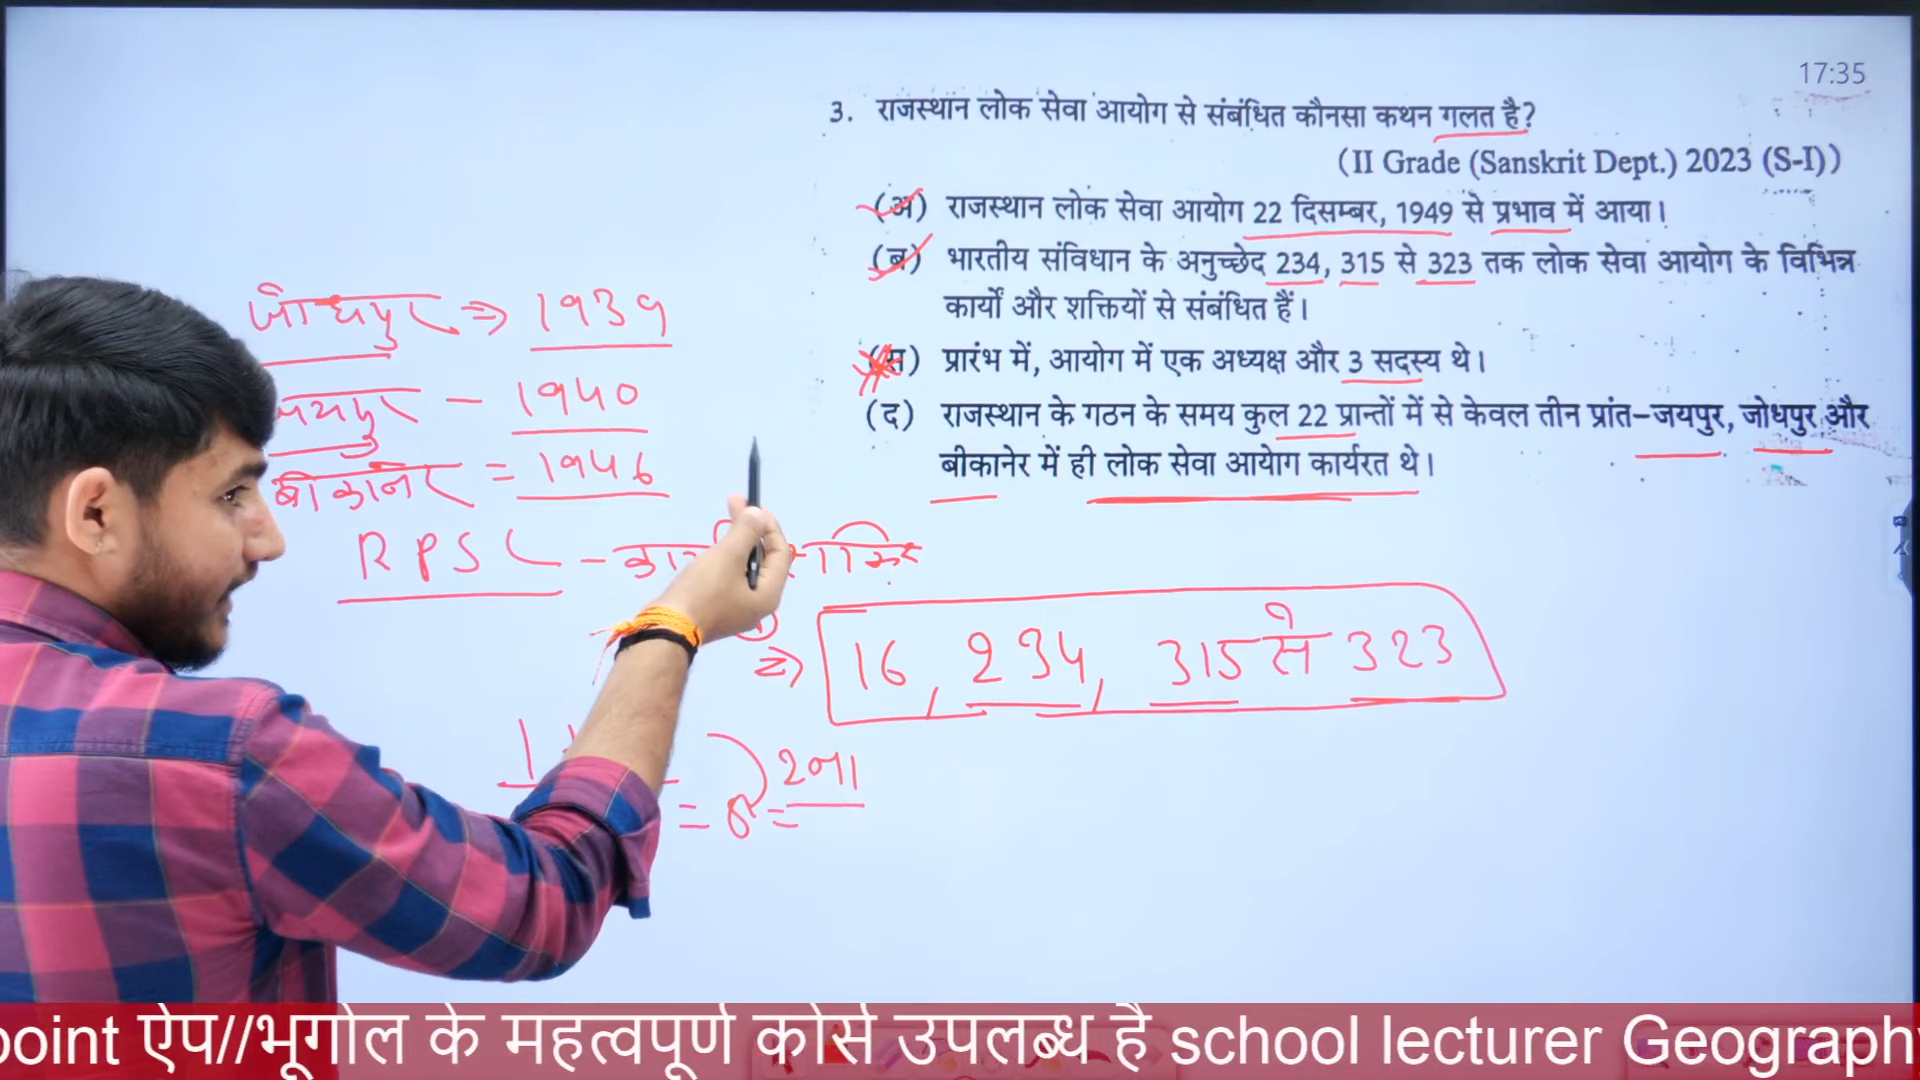 17:35
3. राजस्थान लोक सेवा आयोग से संबंधित कौनसा कथन गलत है?
(II Grade (Sanskrit Dept.) 2023 (S-I))
(अ) राजस्थान लोक सेवा आयोग 22 दिसम्बर, 1949 से प्रभाव में आया।
(ब) भारतीय संविधान के अनुच्छेद 234, 315 से 323 तक लोक सेवा आयोग के विभिन्न
कार्यों और शक्तियों से संबंधित हैं।
(स) प्रारंभ में, आयोग में एक अध्यक्ष और 3 सदस्य थे।
(द) राजस्थान के गठन के समय कुल 22 प्रान्तों में से केवल तीन प्रांत–जयपुर, जोधपुर और
बीकानेर में ही लोक सेवा आयोग कार्यरत थे।
जोधपुर ⇒ 1939
जयपुर – 1940
बीकानेर = 1946
RPSC –
⇒ 16, 234, 315 से 323
point ऐप//भूगोल के महत्वपूर्ण कोर्स उपलब्ध है school lecturer Geograph